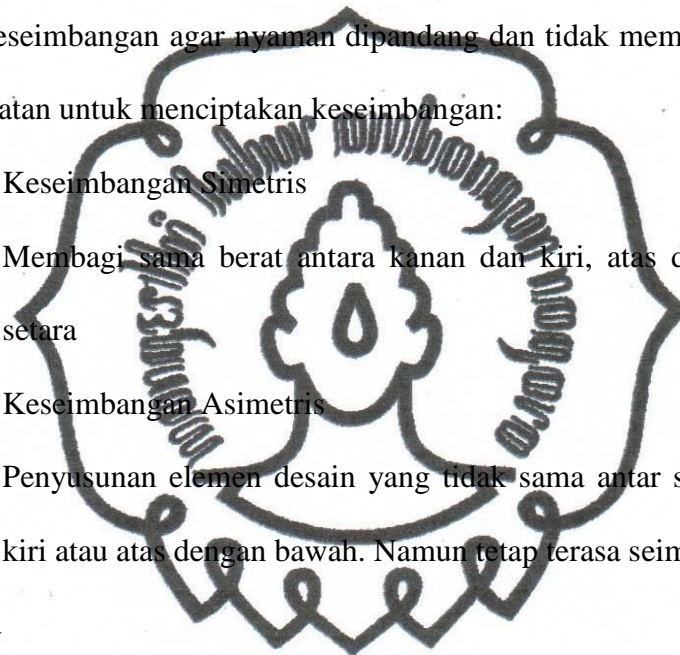 eseimbangan agar nyaman dipandang dan tidak mem
atan untuk menciptakan keseimbangan:
Keseimbangan Simetris
Membagi sama berat antara kanan dan kiri, atas d
setara
Keseimbangan Asimetris
Penyusunan elemen desain yang tidak sama antar s
kiri atau atas dengan bawah. Namun tetap terasa seim